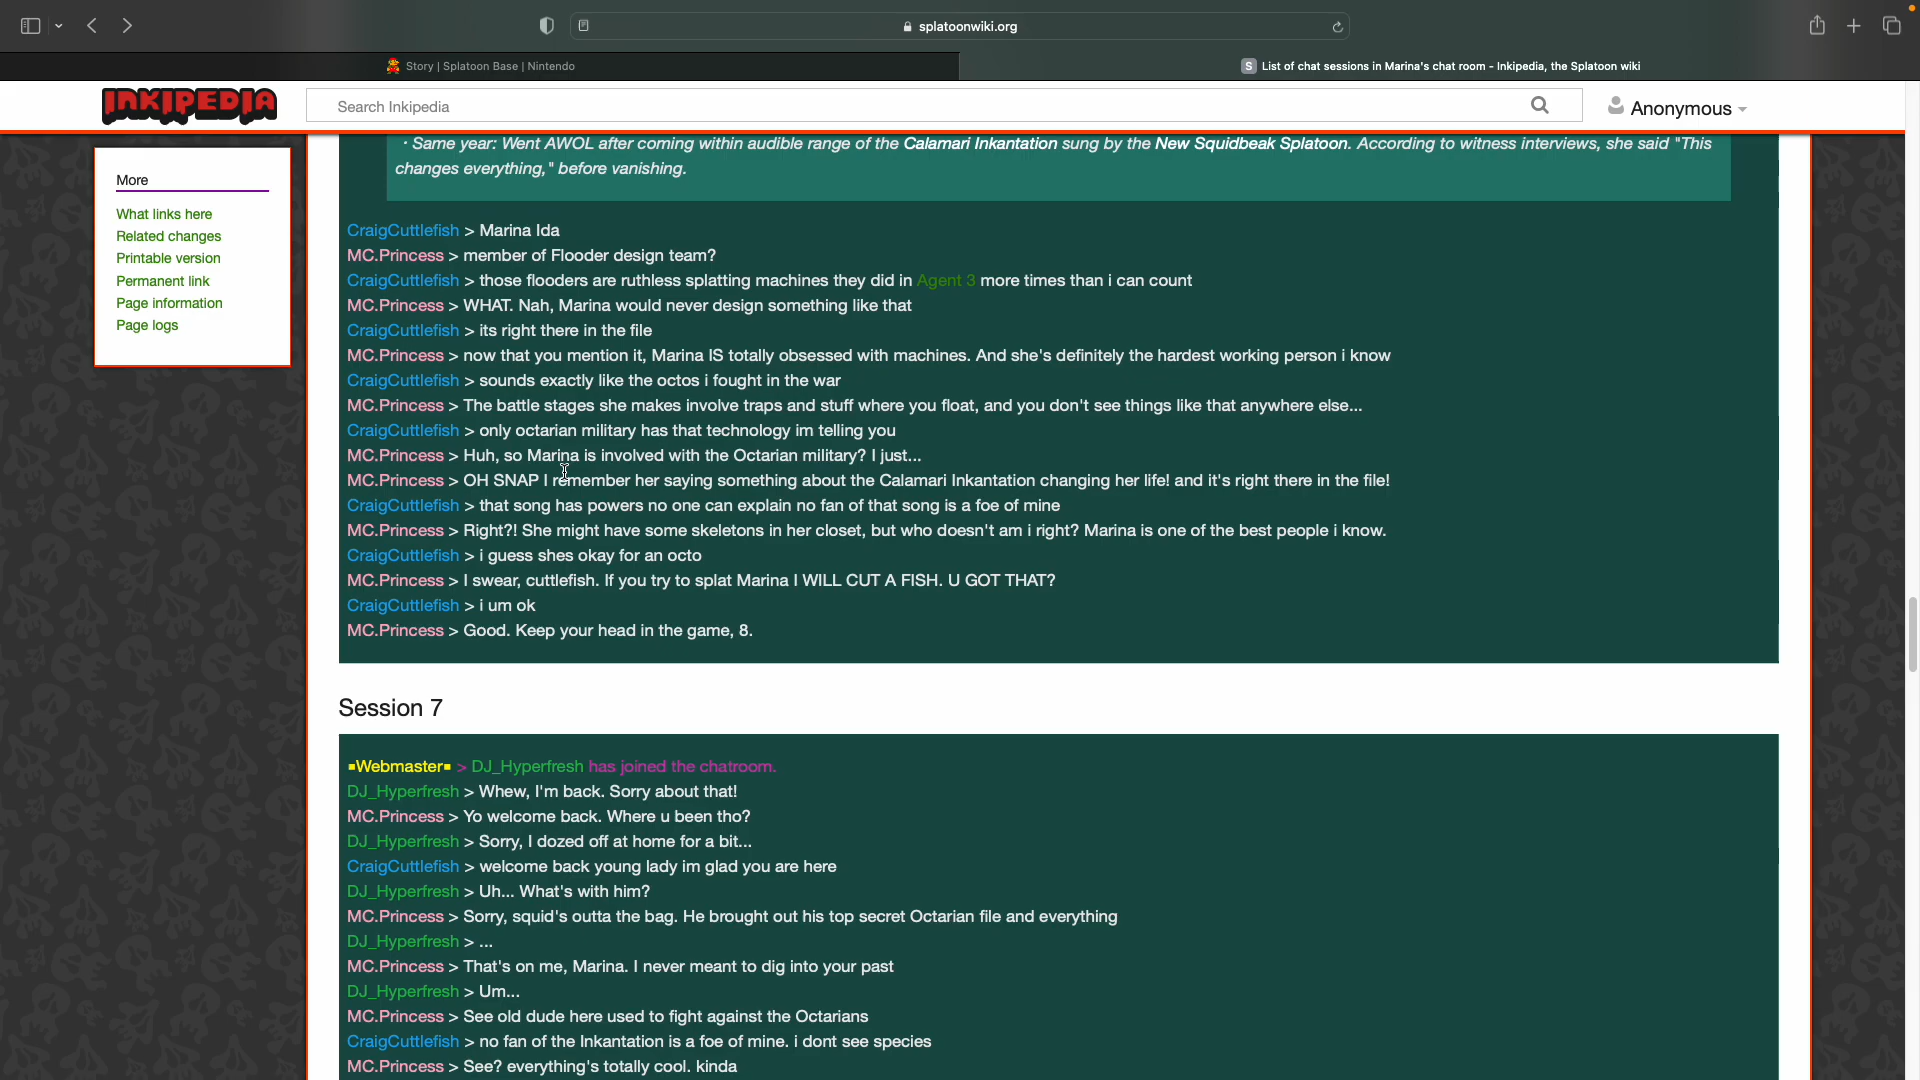 splatoonwiki.org
Story | Splatoon Base | Nintendo
S List of chat sessions in Marina's chat room - Inkipedia, the Splatoon wiki
INKIPEDIA
Search Inkipedia
Anonymous
More
What links here
Related changes
Printable version
Permanent link
Page information
Page logs
· Same year: Went AWOL after coming within audible range of the Calamari Inkantation sung by the New Squidbeak Splatoon. According to witness interviews, she said "This
changes everything," before vanishing.
CraigCuttlefish > Marina Ida
MC.Princess > member of Flooder design team?
CraigCuttlefish > those flooders are ruthless splatting machines they did in Agent 3 more times than i can count
MC.Princess > WHAT. Nah, Marina would never design something like that
CraigCuttlefish > its right there in the file
MC.Princess > now that you mention it, Marina IS totally obsessed with machines. And she's definitely the hardest working person i know
CraigCuttlefish > sounds exactly like the octos i fought in the war
MC.Princess > The battle stages she makes involve traps and stuff where you float, and you don't see things like that anywhere else...
CraigCuttlefish > only octarian military has that technology im telling you
MC.Princess > Huh, so Marina is involved with the Octarian military? I just...
MC.Princess > OH SNAP I remember her saying something about the Calamari Inkantation changing her life! and it's right there in the file!
CraigCuttlefish > that song has powers no one can explain no fan of that song is a foe of mine
MC.Princess > Right?! She might have some skeletons in her closet, but who doesn't am i right? Marina is one of the best people i know.
CraigCuttlefish > i guess shes okay for an octo
MC.Princess > I swear, cuttlefish. If you try to splat Marina I WILL CUT A FISH. U GOT THAT?
CraigCuttlefish > i um ok
MC.Princess > Good. Keep your head in the game, 8.
Session 7
▪Webmaster▪ > DJ_Hyperfresh has joined the chatroom.
DJ_Hyperfresh > Whew, I'm back. Sorry about that!
MC.Princess > Yo welcome back. Where u been tho?
DJ_Hyperfresh > Sorry, I dozed off at home for a bit...
CraigCuttlefish > welcome back young lady im glad you are here
DJ_Hyperfresh > Uh... What's with him?
MC.Princess > Sorry, squid's outta the bag. He brought out his top secret Octarian file and everything
DJ_Hyperfresh > ...
MC.Princess > That's on me, Marina. I never meant to dig into your past
DJ_Hyperfresh > Um...
MC.Princess > See old dude here used to fight against the Octarians
CraigCuttlefish > no fan of the Inkantation is a foe of mine. i dont see species
MC.Princess > See? everything's totally cool. kinda